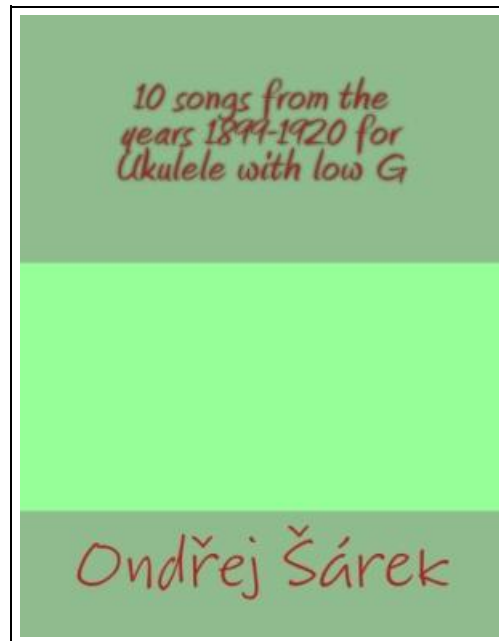 10 songs from the
years 1899-1920 for
Ukulele with low G
Ondřej Šárek